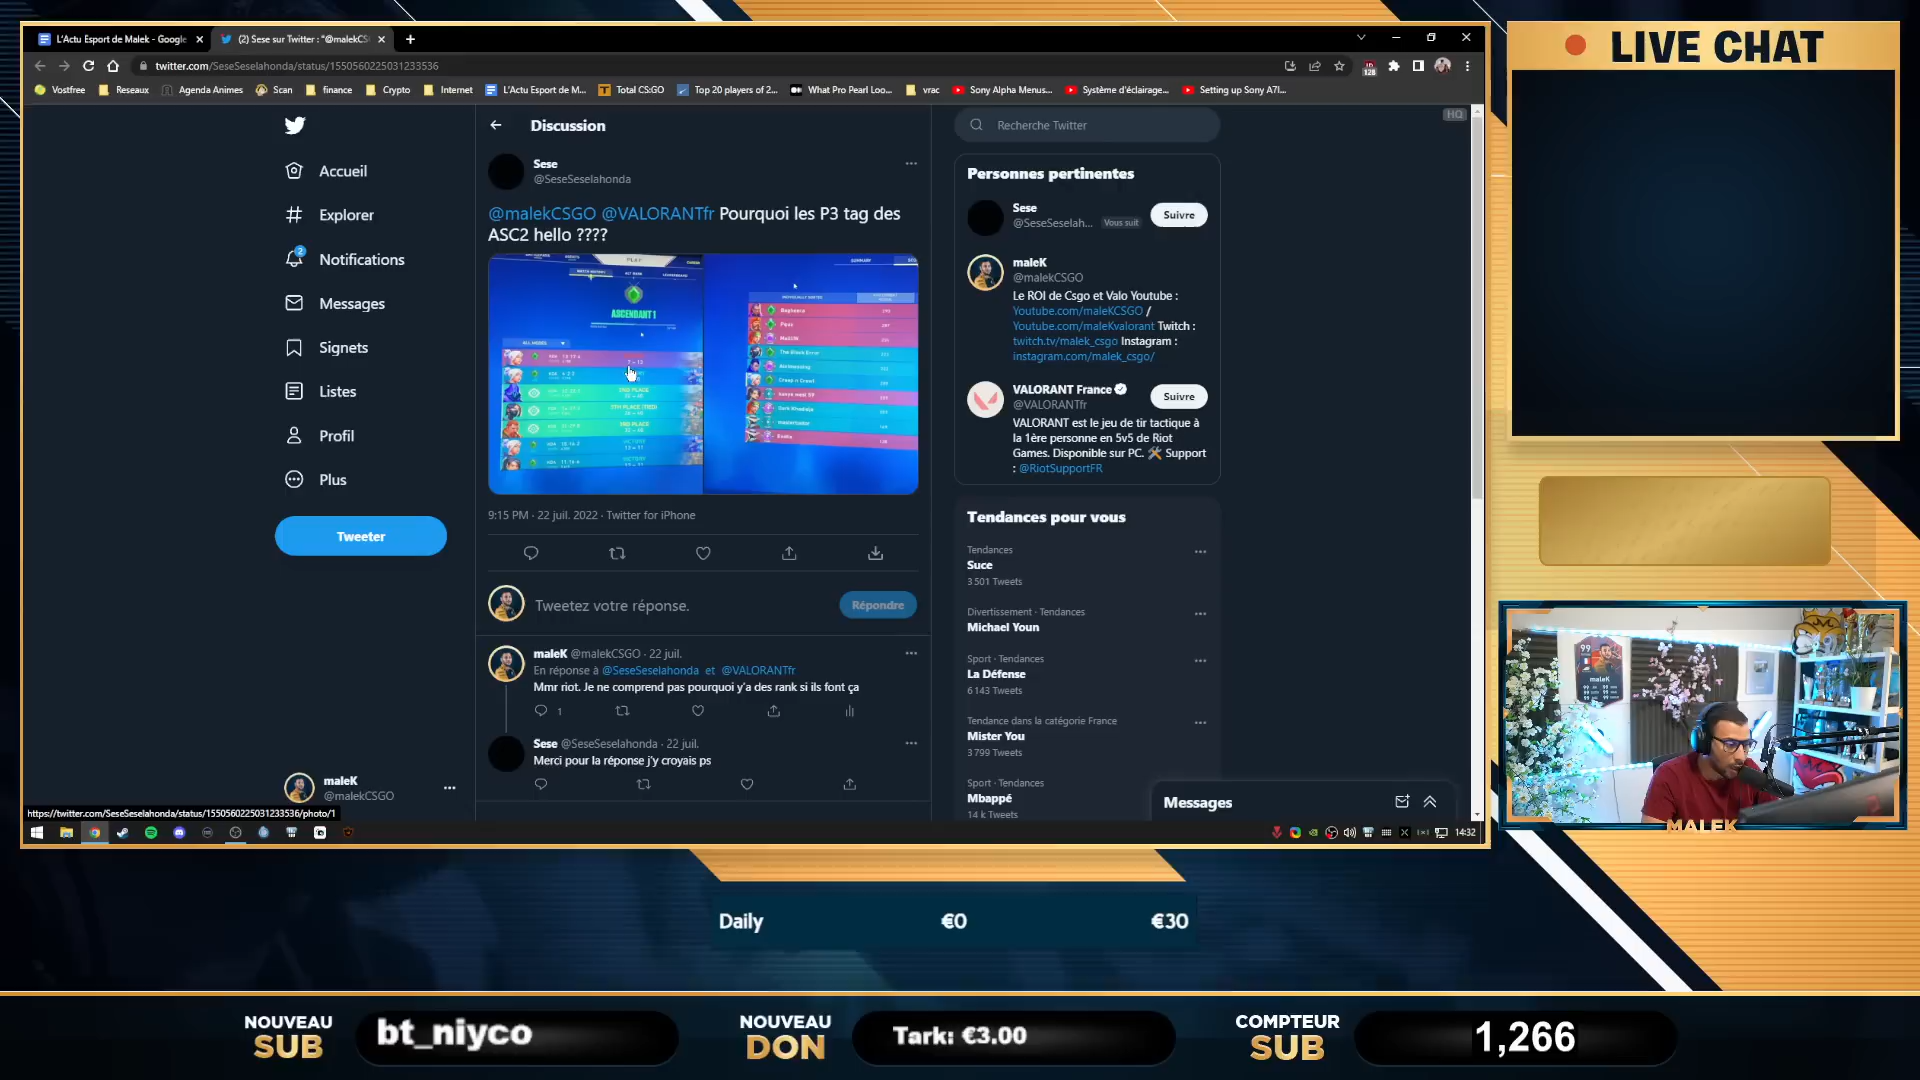 L'Actu Esport de Malek - Google
(2) Sese sur Twitter : "@malekCS
LIVE CHAT
twitter.com/SeseSeselahonda/status/1550560225031233536
Vostfree
Reseaux
Agenda Animes
Scan
finance
Crypto
Internet
L'Actu Esport de M...
Total CS:GO
Top 20 players of 2...
What Pro Pearl Loo...
vrac
Sony Alpha Menus...
Système d'éclairage...
Setting up Sony A7I...
HQ
Discussion
Recherche Twitter
Accueil
Explorer
2
Notifications
Messages
Signets
Listes
Profil
Plus
Tweeter
maleK
@malekCSGO
Sese
@SeseSeselahonda
@malekCSGO @VALORANTfr Pourquoi les P3 tag des
ASC2 hello ????
PLAY
ASCENDANT 1
9:15 PM · 22 juil. 2022 · Twitter for iPhone
Tweetez votre réponse.
Répondre
maleK @malekCSGO · 22 juil.
En réponse à @SeseSeselahonda et @VALORANTfr
Mmr riot. Je ne comprend pas pourquoi y'a des rank si ils font ça
1
Sese @SeseSeselahonda · 22 juil.
Merci pour la réponse j'y croyais ps
Personnes pertinentes
Sese
@SeseSeselah...
Vous suit
Suivre
maleK
@malekCSGO
Le ROI de Csgo et Valo Youtube :
Youtube.com/maleKCSGO /
Youtube.com/maleKvalorant Twitch :
twitch.tv/malek_csgo Instagram :
instagram.com/malek_csgo/
VALORANT France
@VALORANTfr
Suivre
VALORANT est le jeu de tir tactique à
la 1ère personne en 5v5 de Riot
Games. Disponible sur PC. 🛠 Support
: @RiotSupportFR
Tendances pour vous
Tendances
Suce
3 501 Tweets
Divertissement · Tendances
Michael Youn
Sport · Tendances
La Défense
6 143 Tweets
Tendance dans la catégorie France
Mister You
3 799 Tweets
Sport · Tendances
Mbappé
14 k Tweets
Messages
https://twitter.com/SeseSeselahonda/status/1550560225031233536/photo/1
14:32
99
maleK
MALEK
Daily
€0
€30
NOUVEAU
SUB
bt_niyco
NOUVEAU
DON
Tark: €3.00
COMPTEUR
SUB
1,266